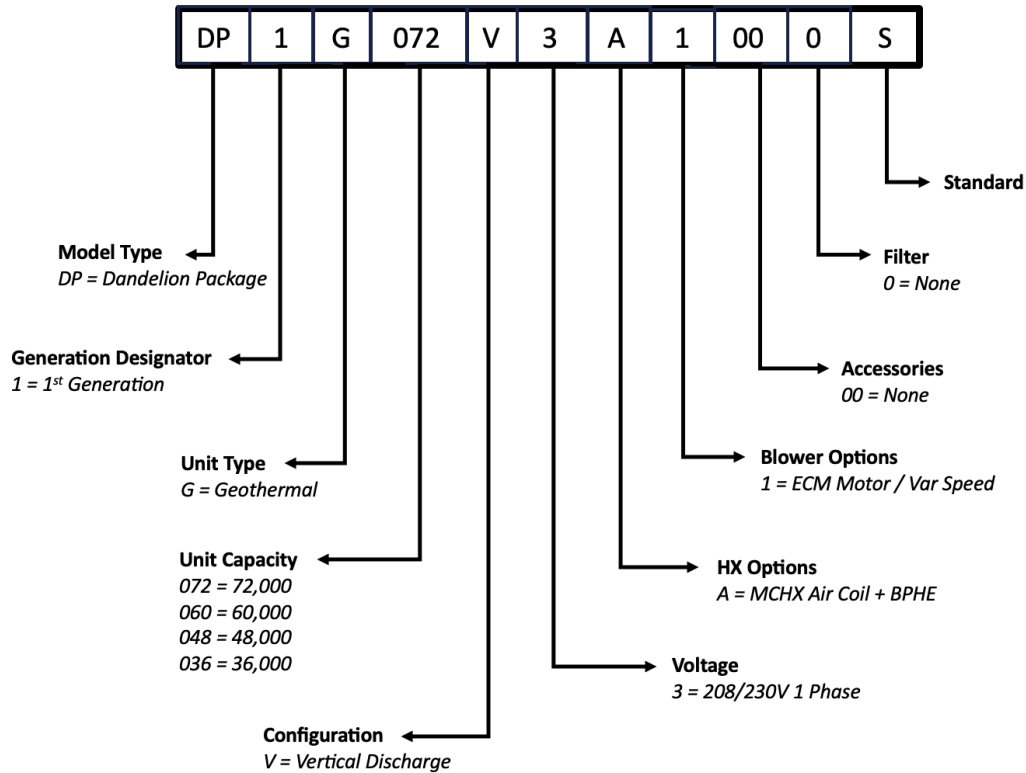 DP 1 G 072 V 3 A 1 00 0 S
Standard
Model Type
DP = Dandelion Package
Filter
0 = None
Generation Designator
1 = 1st Generation
Accessories
00 = None
Unit Type
G = Geothermal
Blower Options
1 = ECM Motor / Var Speed
Unit Capacity
072 = 72,000
060 = 60,000
048 = 48,000
036 = 36,000
HX Options
A = MCHX Air Coil + BPHE
Voltage
3 = 208/230V 1 Phase
Configuration
V = Vertical Discharge